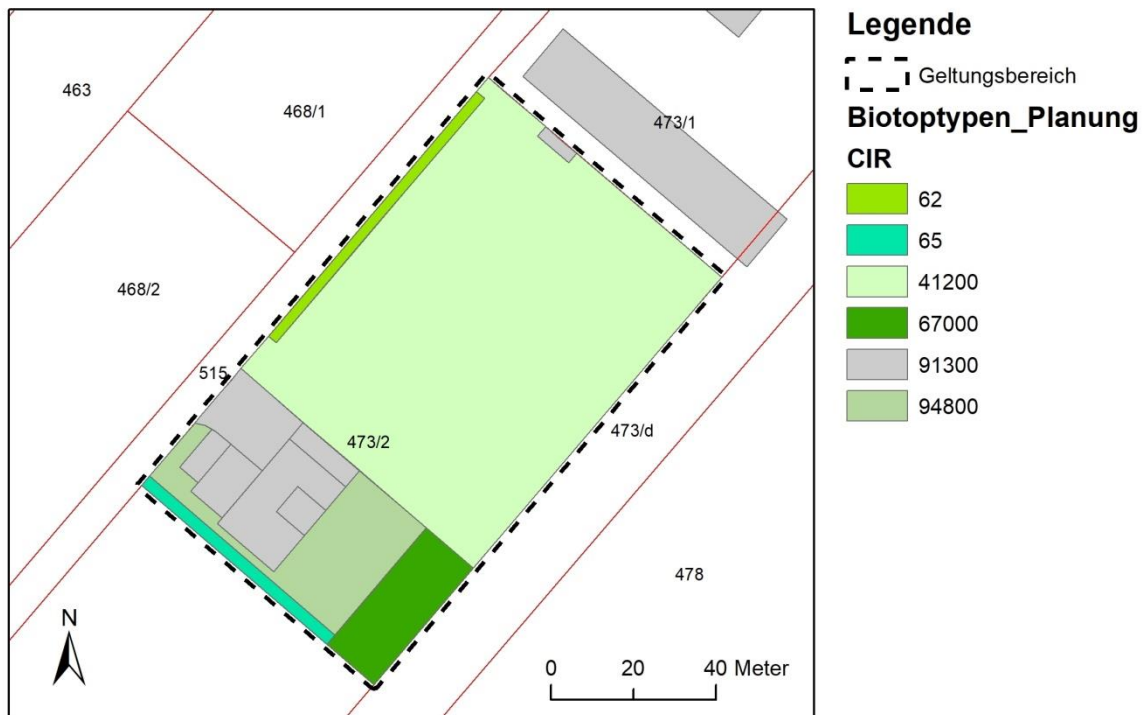 463
468/1
473/1
468/2
515
473/2
473/d
478
N
0 20 40 Meter
Legende
Geltungsbereich
Biotoptypen_Planung
CIR
62
65
41200
67000
91300
94800